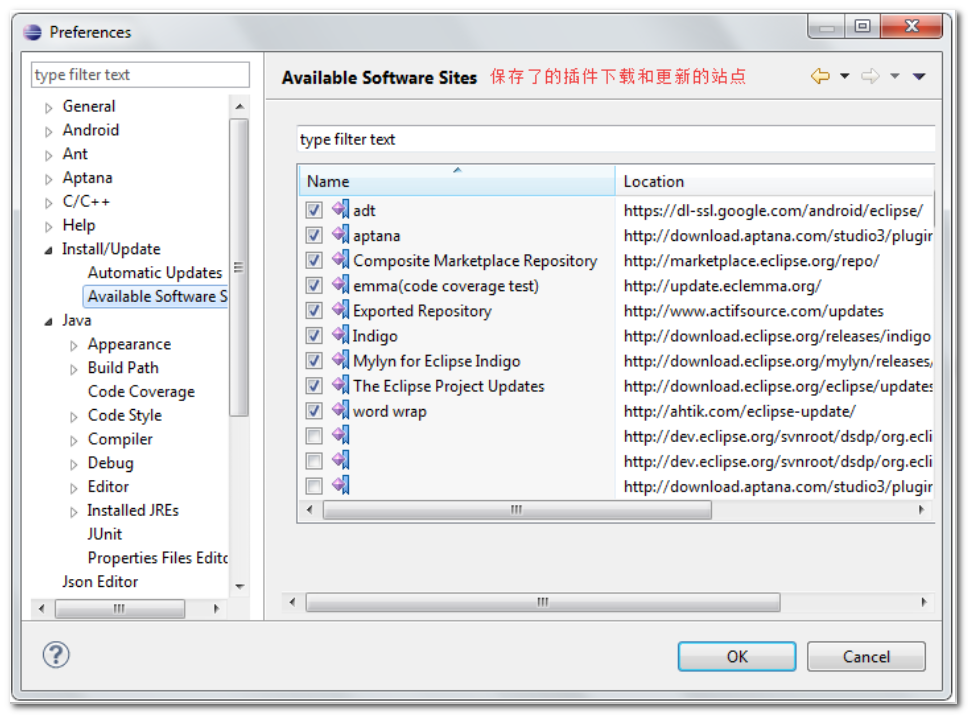 Preferences
type filter text
General
Android
Ant
Aptana
C/C++
Help
Install/Update
Automatic Updates
Available Software S
Java
Appearance
Build Path
Code Coverage
Code Style
Compiler
Debug
Editor
Installed JREs
JUnit
Properties Files Edito
Json Editor
Available Software Sites 保存了的插件下载和更新的站点
type filter text
Name Location
adt https://dl-ssl.google.com/android/eclipse/
aptana http://download.aptana.com/studio3/plugin
Composite Marketplace Repository http://marketplace.eclipse.org/repo/
emma(code coverage test) http://update.eclemma.org/
Exported Repository http://www.actifsource.com/updates
Indigo http://download.eclipse.org/releases/indigo
Mylyn for Eclipse Indigo http://download.eclipse.org/mylyn/releases/
The Eclipse Project Updates http://download.eclipse.org/eclipse/updates
word wrap http://ahtik.com/eclipse-update/
http://dev.eclipse.org/svnroot/dsdp/org.ecli
http://dev.eclipse.org/svnroot/dsdp/org.ecli
http://download.aptana.com/studio3/plugin
OK Cancel